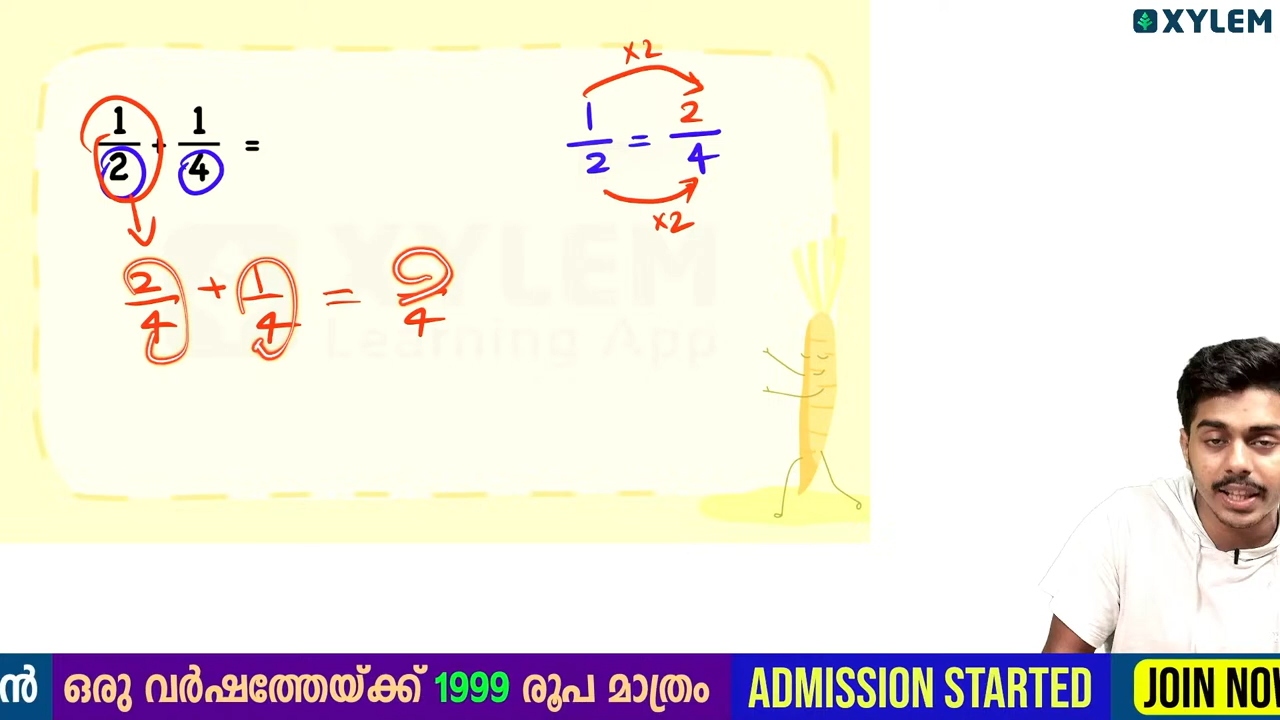 XYLEM
1/2 + 1/4 =
×2
1/2 = 2/4
×2
2/4 + 1/4 = /4
XYLEM
Learning App
ൻ ഒരു വർഷത്തേയ്ക്ക് 1999 രൂപ മാത്രം ADMISSION STARTED JOIN NOW